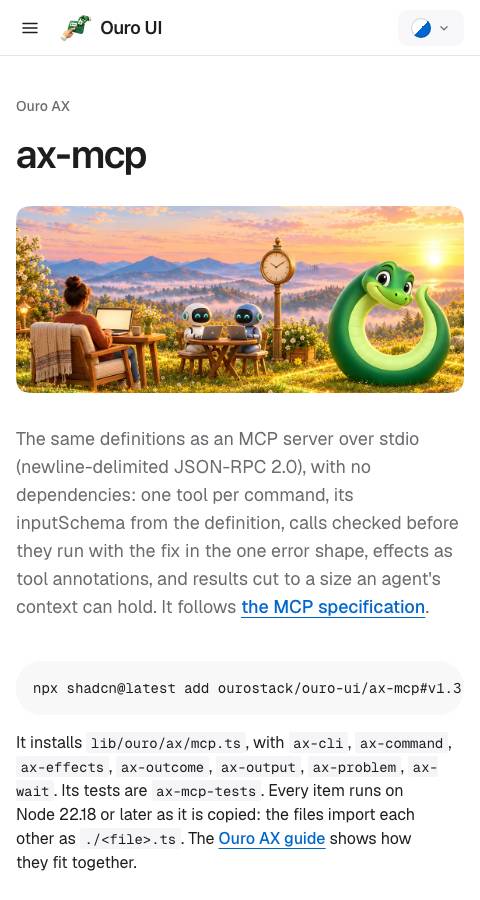 Ouro UI
Ouro AX
ax-mcp
The same definitions as an MCP server over stdio
(newline-delimited JSON-RPC 2.0), with no
dependencies: one tool per command, its
inputSchema from the definition, calls checked before
they run with the fix in the one error shape, effects as
tool annotations, and results cut to a size an agent's
context can hold. It follows the MCP specification.
npx shadcn@latest add ourostack/ouro-ui/ax-mcp#v1.3
It installs lib/ouro/ax/mcp.ts, with ax-cli, ax-command,
ax-effects, ax-outcome, ax-output, ax-problem, ax-
wait. Its tests are ax-mcp-tests. Every item runs on
Node 22.18 or later as it is copied: the files import each
other as ./<file>.ts. The Ouro AX guide shows how
they fit together.